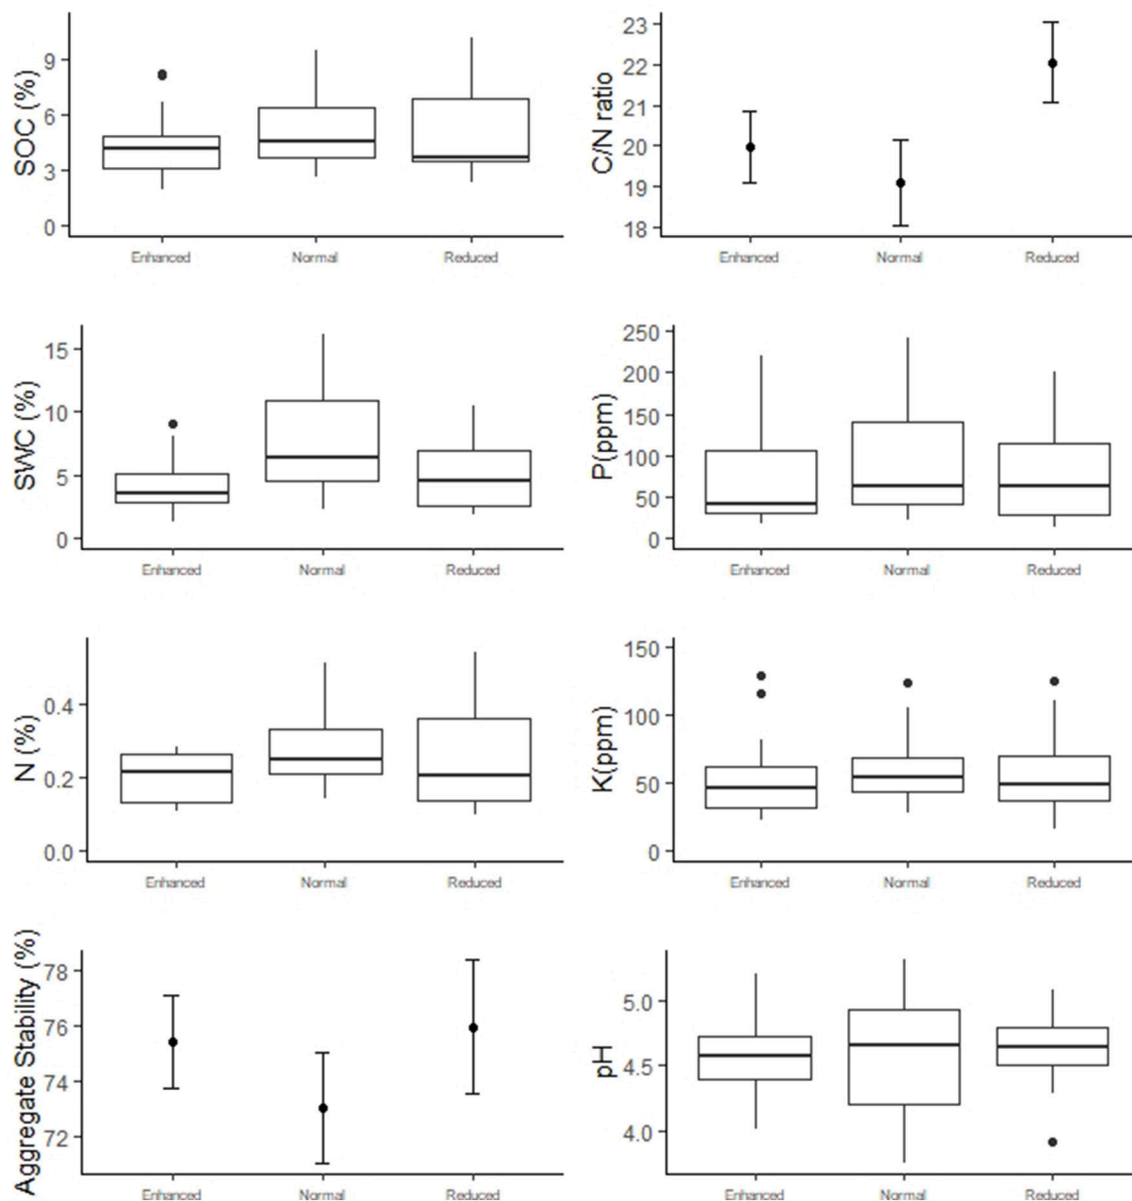 SOC (%)
9
6
3
0
Enhanced Normal Reduced
C/N ratio
23
22
21
20
19
18
Enhanced Normal Reduced
SWC (%)
15
10
5
0
Enhanced Normal Reduced
P(ppm)
250
200
150
100
50
0
Enhanced Normal Reduced
N (%)
0.4
0.2
0.0
Enhanced Normal Reduced
K(ppm)
150
100
50
0
Enhanced Normal Reduced
Aggregate Stability (%)
78
76
74
72
Enhanced Normal Reduced
pH
5.0
4.5
4.0
Enhanced Normal Reduced